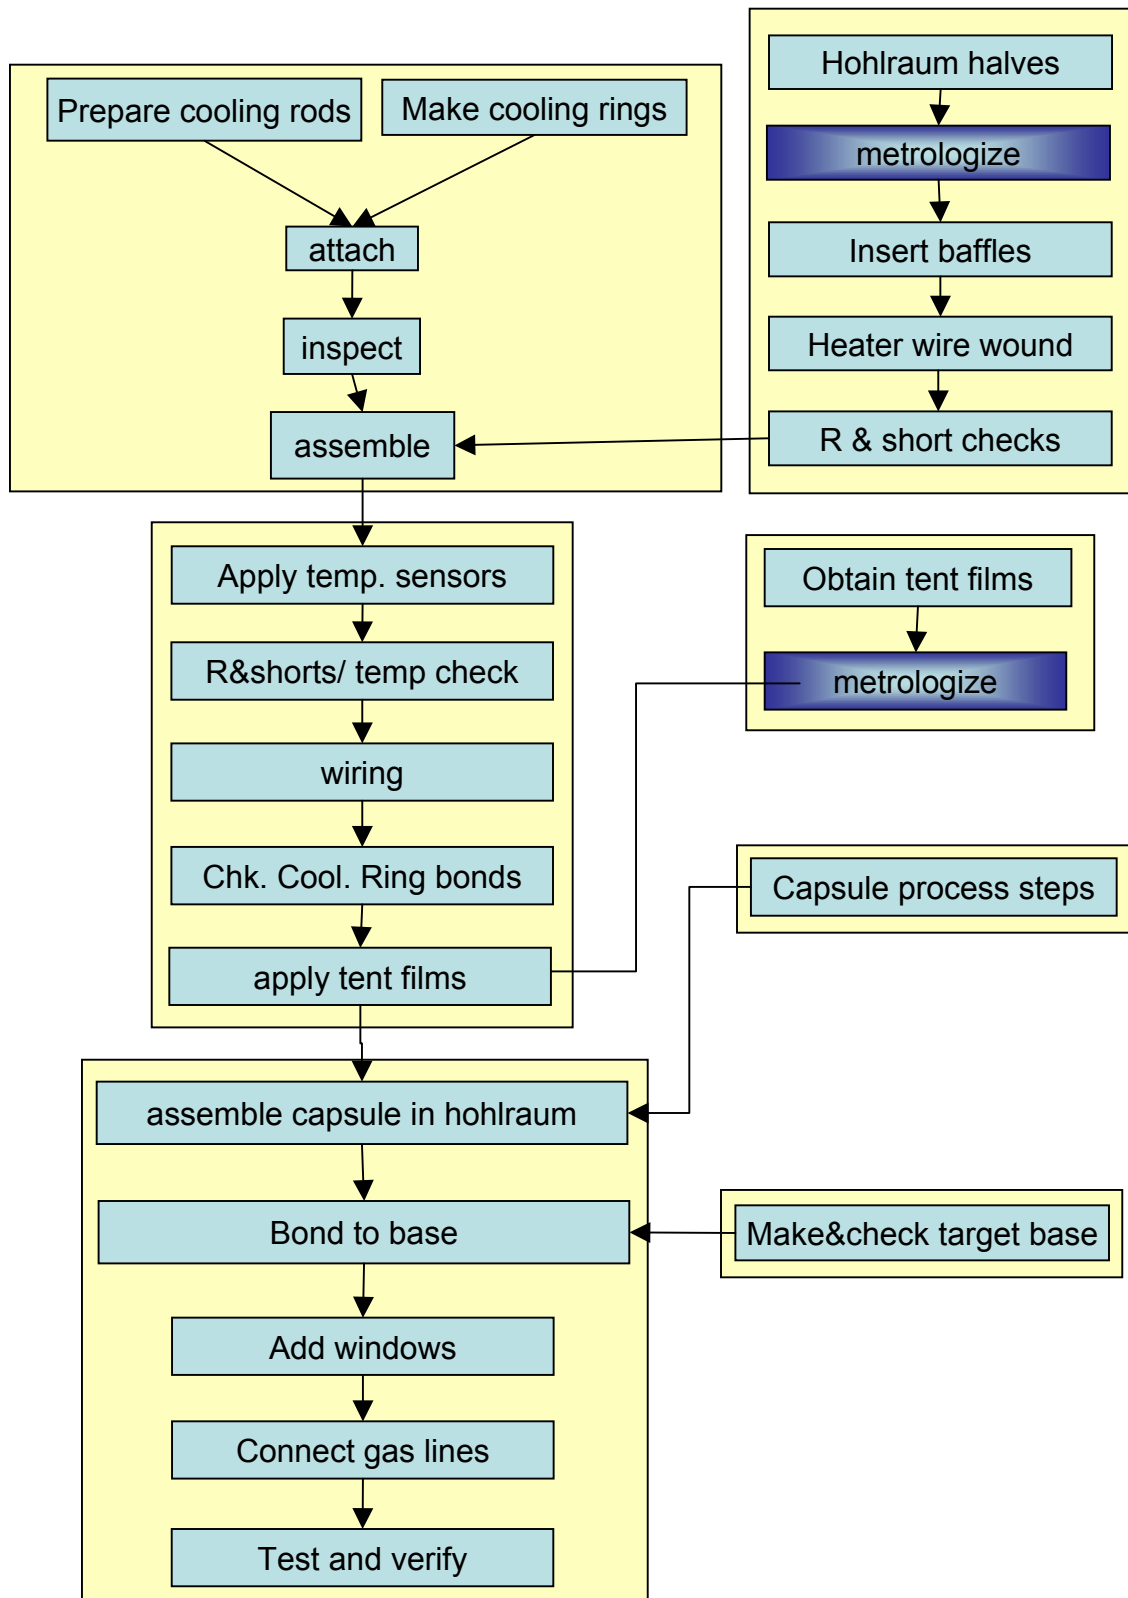 Hohlraum halves
Prepare cooling rods
Make cooling rings
metrologize
attach
Insert baffles
inspect
Heater wire wound
assemble
R & short checks
Apply temp. sensors
Obtain tent films
R&shorts/ temp check
metrologize
wiring
Chk. Cool. Ring bonds
Capsule process steps
apply tent films
assemble capsule in hohlraum
Bond to base
Make&check target base
Add windows
Connect gas lines
Test and verify